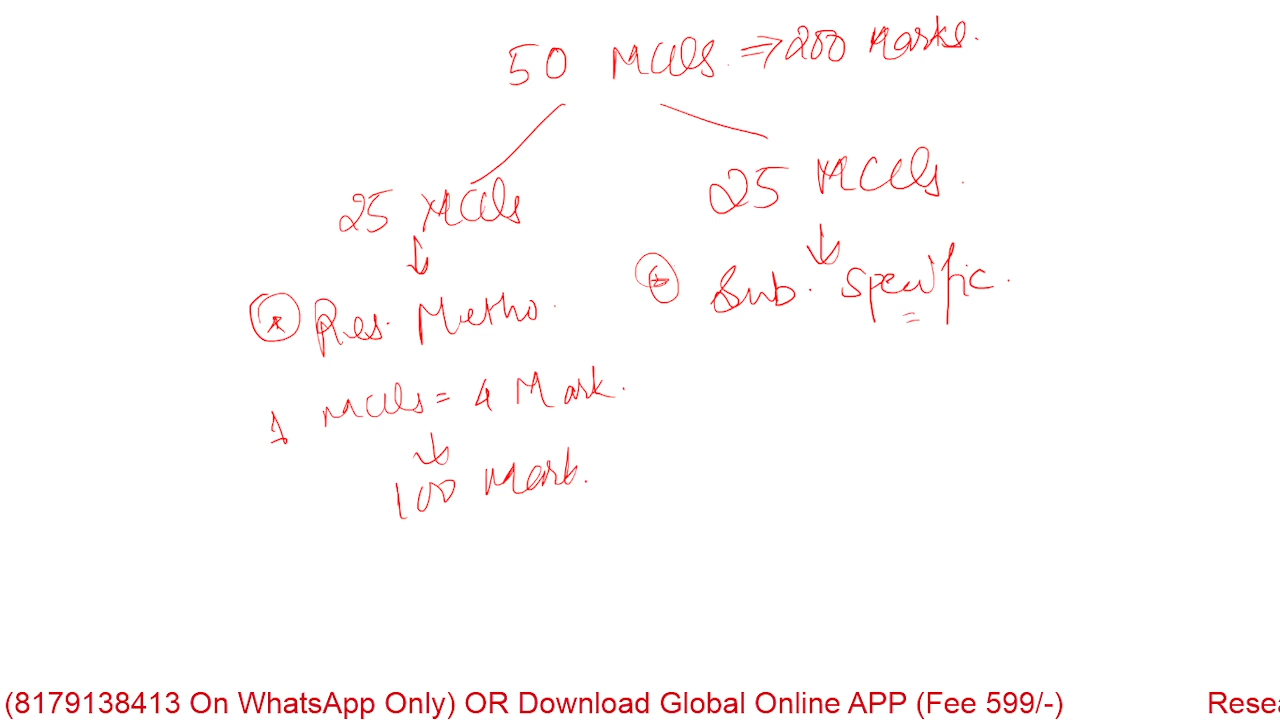 50 MCQs. ⇒ 200 Marks.
25 MCQs
25 MCQs.
Res. Metho.
Sub. Specific.
1 MCQs = 4 Mark.
100 Mark.
(8179138413 On WhatsApp Only) OR Download Global Online APP (Fee 599/-)